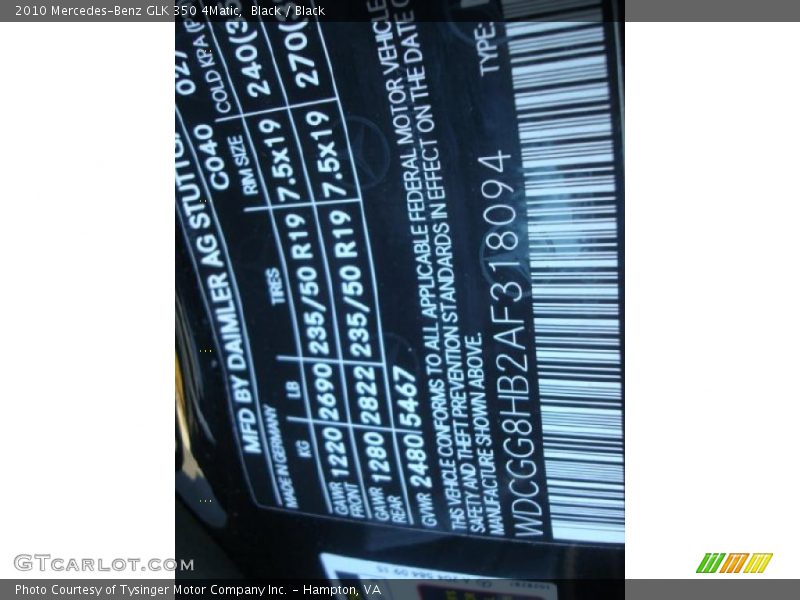 2010 Mercedes-Benz GLK 350 4Matic, Black / Black
MFD BY DAIMLER AG STUTTG
C040
MADE IN GERMANY
KG LB TIRES RIM SIZE COLD KPA
GAWR FRONT 1220 2690 235/50 R19 7.5x19 240
GAWR REAR 1280 2822 235/50 R19 7.5x19 270
GVWR 2480 5467
THIS VEHICLE CONFORMS TO ALL APPLICABLE FEDERAL MOTOR VEHICLE
SAFETY AND THEFT PREVENTION STANDARDS IN EFFECT ON THE DATE O
MANUFACTURE SHOWN ABOVE.
WDCGG8HB2AF318094 TYPE:
GTCARLOT.COM
Photo Courtesy of Tysinger Motor Company Inc. - Hampton, VA